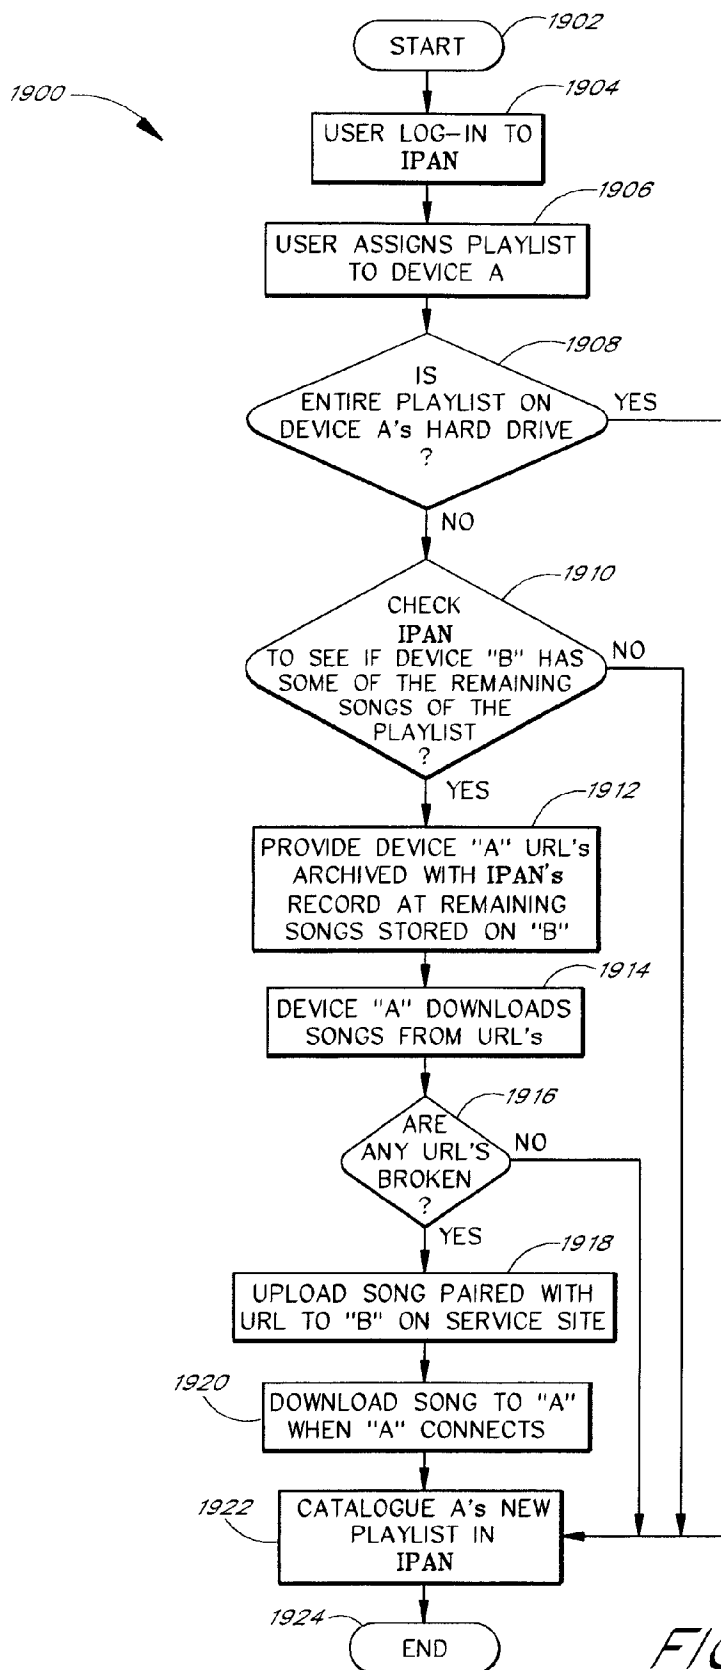 1902
START
1900
1904
USER LOG-IN TO
IPAN
1906
USER ASSIGNS PLAYLIST
TO DEVICE A
1908
IS
ENTIRE PLAYLIST ON
DEVICE A's HARD DRIVE
?
YES
NO
1910
CHECK
IPAN
TO SEE IF DEVICE "B" HAS
SOME OF THE REMAINING
SONGS OF THE
PLAYLIST
?
NO
YES
1912
PROVIDE DEVICE "A" URL's
ARCHIVED WITH IPAN's
RECORD AT REMAINING
SONGS STORED ON "B"
1914
DEVICE "A" DOWNLOADS
SONGS FROM URL's
1916
ARE
ANY URL'S
BROKEN
?
NO
YES
1918
UPLOAD SONG PAIRED WITH
URL TO "B" ON SERVICE SITE
1920
DOWNLOAD SONG TO "A"
WHEN "A" CONNECTS
1922
CATALOGUE A's NEW
PLAYLIST IN
IPAN
1924
END